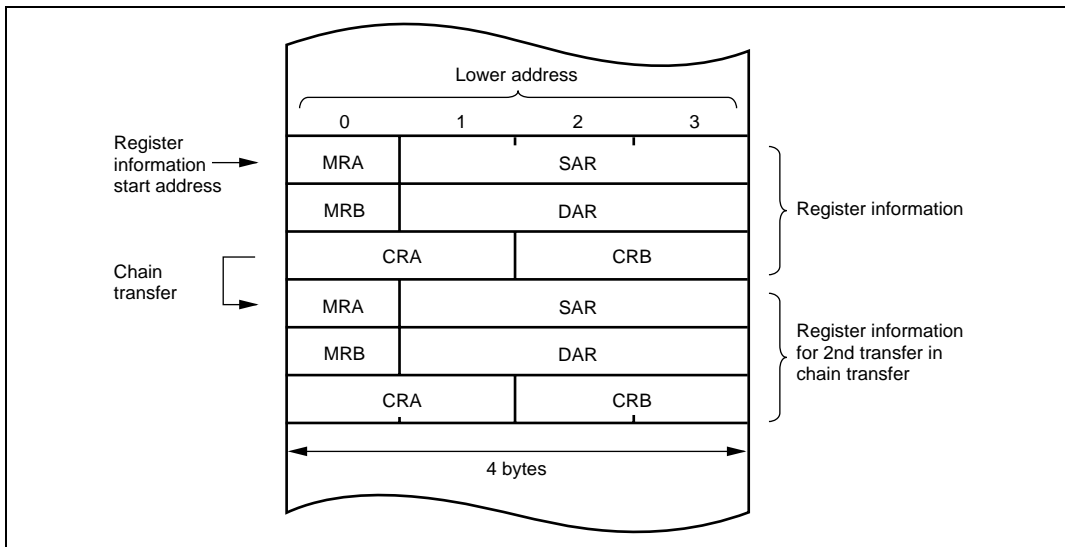 Lower address
0 1 2 3
Register
information
start address
MRA SAR
MRB DAR
Register information
CRA CRB
Chain
transfer
MRA SAR
MRB DAR
Register information
for 2nd transfer in
chain transfer
CRA CRB
4 bytes